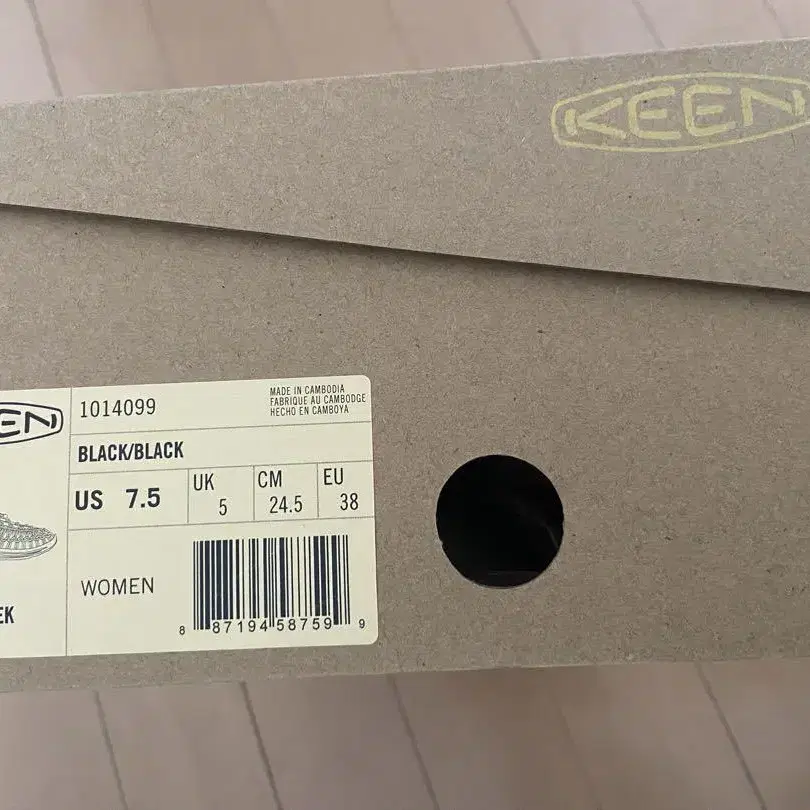 KEEN
EEN
1014099
MADE IN CAMBODIA
FABRIQUE AU CAMBODGE
HECHO EN CAMBOYA
BLACK/BLACK
US 7.5
UK 5
CM 24.5
EU 38
EK
WOMEN
8 87194 58759 9